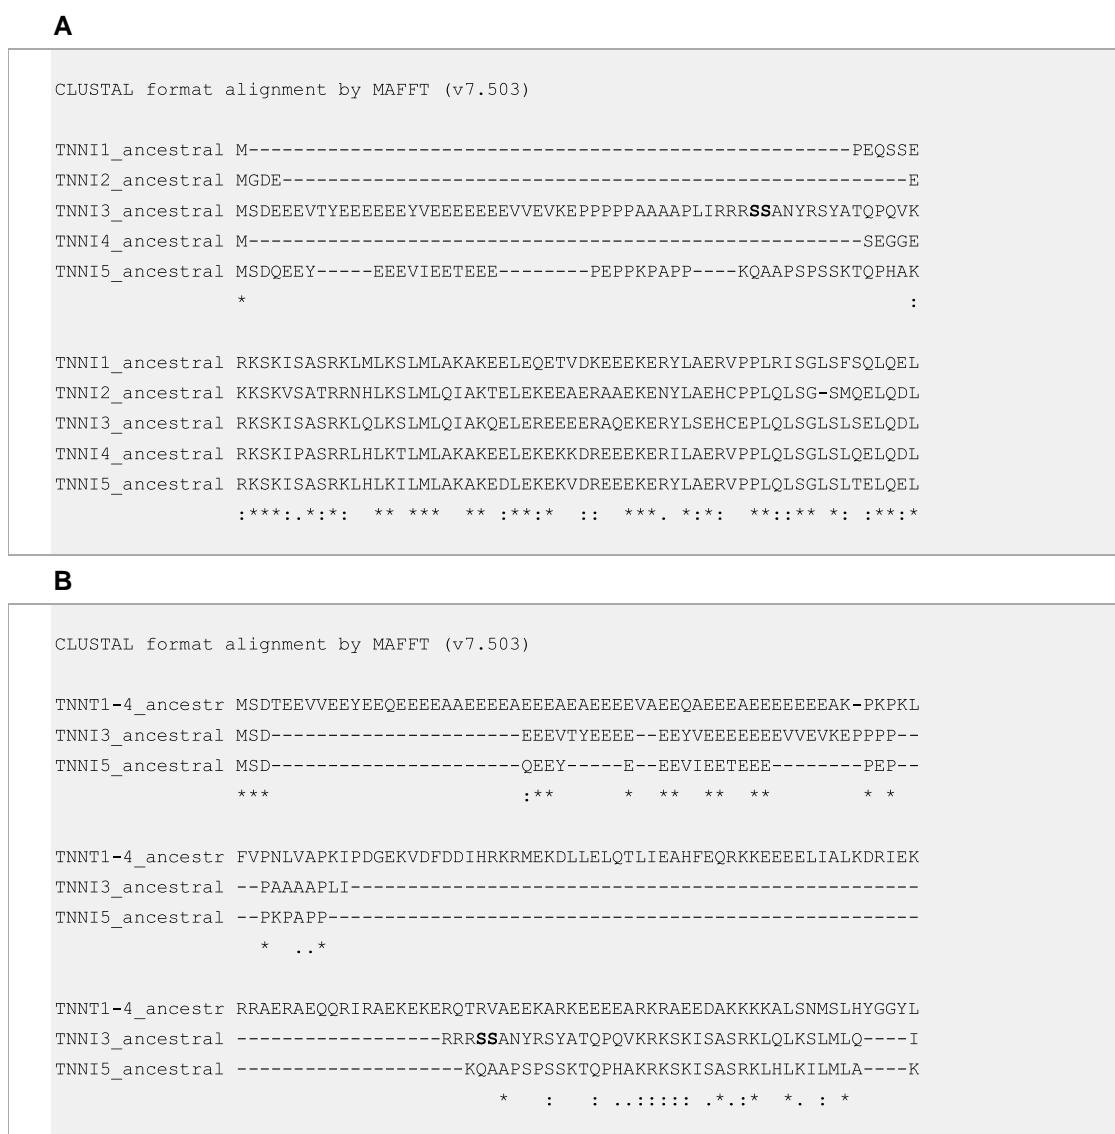 A
CLUSTAL format alignment by MAFFT (v7.503)
TNNI1_ancestral M-----------------------------------------------------PEQSSE
TNNI2_ancestral MGDE-------------------------------------------------------E
TNNI3_ancestral MSDEEEVTYEEEEEEYVEEEEEEEVVEVKEPPPPPAAAAPLIRRRSSANYRSYATQPQVK
TNNI4_ancestral M------------------------------------------------------SEGGE
TNNI5_ancestral MSDQEEY-----EEEVIEETEEE--------PEPPKPAPP----KQAAPSPSSKTQPHAK
* :
TNNI1_ancestral RKSKISASRKLMLKSLMLAKAKEELEQETVDKEEEKERYLAERVPPLRISGLSFSQLQEL
TNNI2_ancestral KKSKVSATRRNHLKSLMLQIAKTELEKEEAERAAEKENYLAEHCPPLQLSG-SMQELQDL
TNNI3_ancestral RKSKISASRKLQLKSLMLQIAKQELEREEEERAQEKERYLSEHCEPLQLSGLSLSELQDL
TNNI4_ancestral RKSKIPASRRLHLKTLMLAKAKEELEKEKKDREEEKERILAERVPPLQLSGLSLQELQDL
TNNI5_ancestral RKSKISASRKLHLKILMLAKAKEDLEKEKVDREEEKERYLAERVPPLQLSGLSLTELQEL
:***:.*:*:  ** ***  ** :**:*  ::  ***. *:*:  **::** *: :**:*
B
CLUSTAL format alignment by MAFFT (v7.503)
TNNT1-4_ancestr MSDTEEVVEEYEEQEEEEAAEEEEAEEEAEAEEEEVAEEQAEEEAEEEEEEEAK-PKPKL
TNNI3_ancestral MSD----------------------EEEVTYEEEE--EEYVEEEEEEEVVEVKEPPPP--
TNNI5_ancestral MSD----------------------QEEY-----E--EEVIEETEEE--------PEP--
***                      :**     *  **  **  **        * *
TNNT1-4_ancestr FVPNLVAPKIPDGEKVDFDDIHRKRMEKDLLELQTLIEAHFEQRKKEEEELIALKDRIEK
TNNI3_ancestral --PAAAAPLI--------------------------------------------------
TNNI5_ancestral --PKPAPP----------------------------------------------------
*  ..*
TNNT1-4_ancestr RRAERAEQQRIRAEKEKERQTRVAEEKARKEEEEARKRAEEDAKKKKALSNMSLHYGGYL
TNNI3_ancestral ------------------RRRSSANYRSYATQPQVKRKSKISASRKLQLKSLMLQ----I
TNNI5_ancestral --------------------KQAAPSPSSKTQPHAKRKSKISASRKLHLKILMLA----K
*   :   : ..::::: .*.:*  *. : *